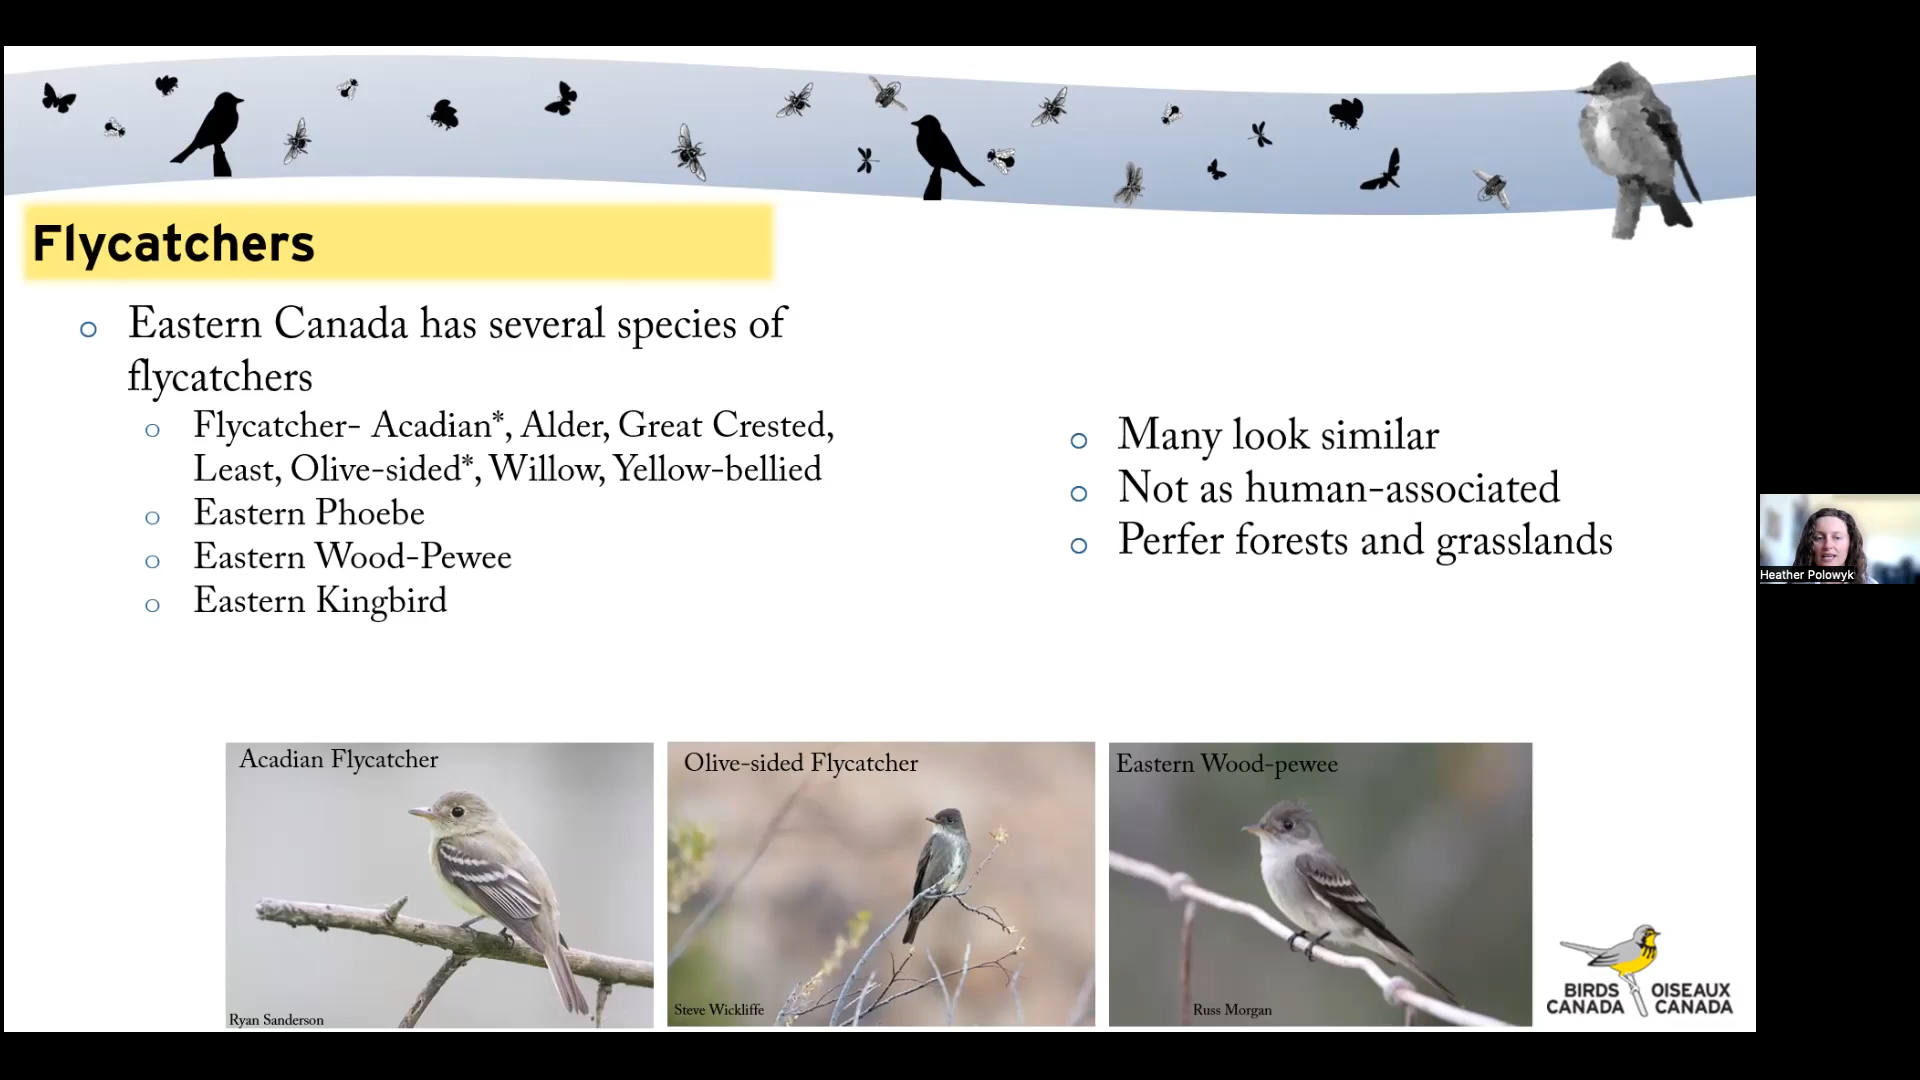 Flycatchers
Eastern Canada has several species of
flycatchers
Flycatcher- Acadian*, Alder, Great Crested,
Least, Olive-sided*, Willow, Yellow-bellied
Eastern Phoebe
Eastern Wood-Pewee
Eastern Kingbird
Many look similar
Not as human-associated
Perfer forests and grasslands
Heather Polowyk
Acadian Flycatcher
Ryan Sanderson
Olive-sided Flycatcher
Steve Wickliffe
Eastern Wood-pewee
Russ Morgan
BIRDS CANADA
OISEAUX CANADA